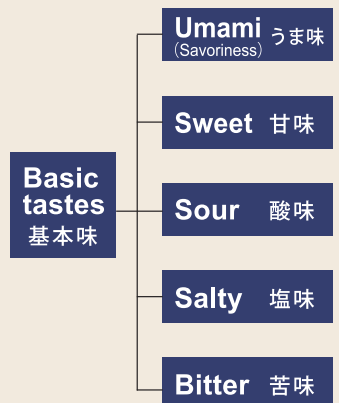 Umami うま味
(Savoriness)
Sweet 甘味
Basic
tastes
基本味
Sour 酸味
Salty 塩味
Bitter 苦味